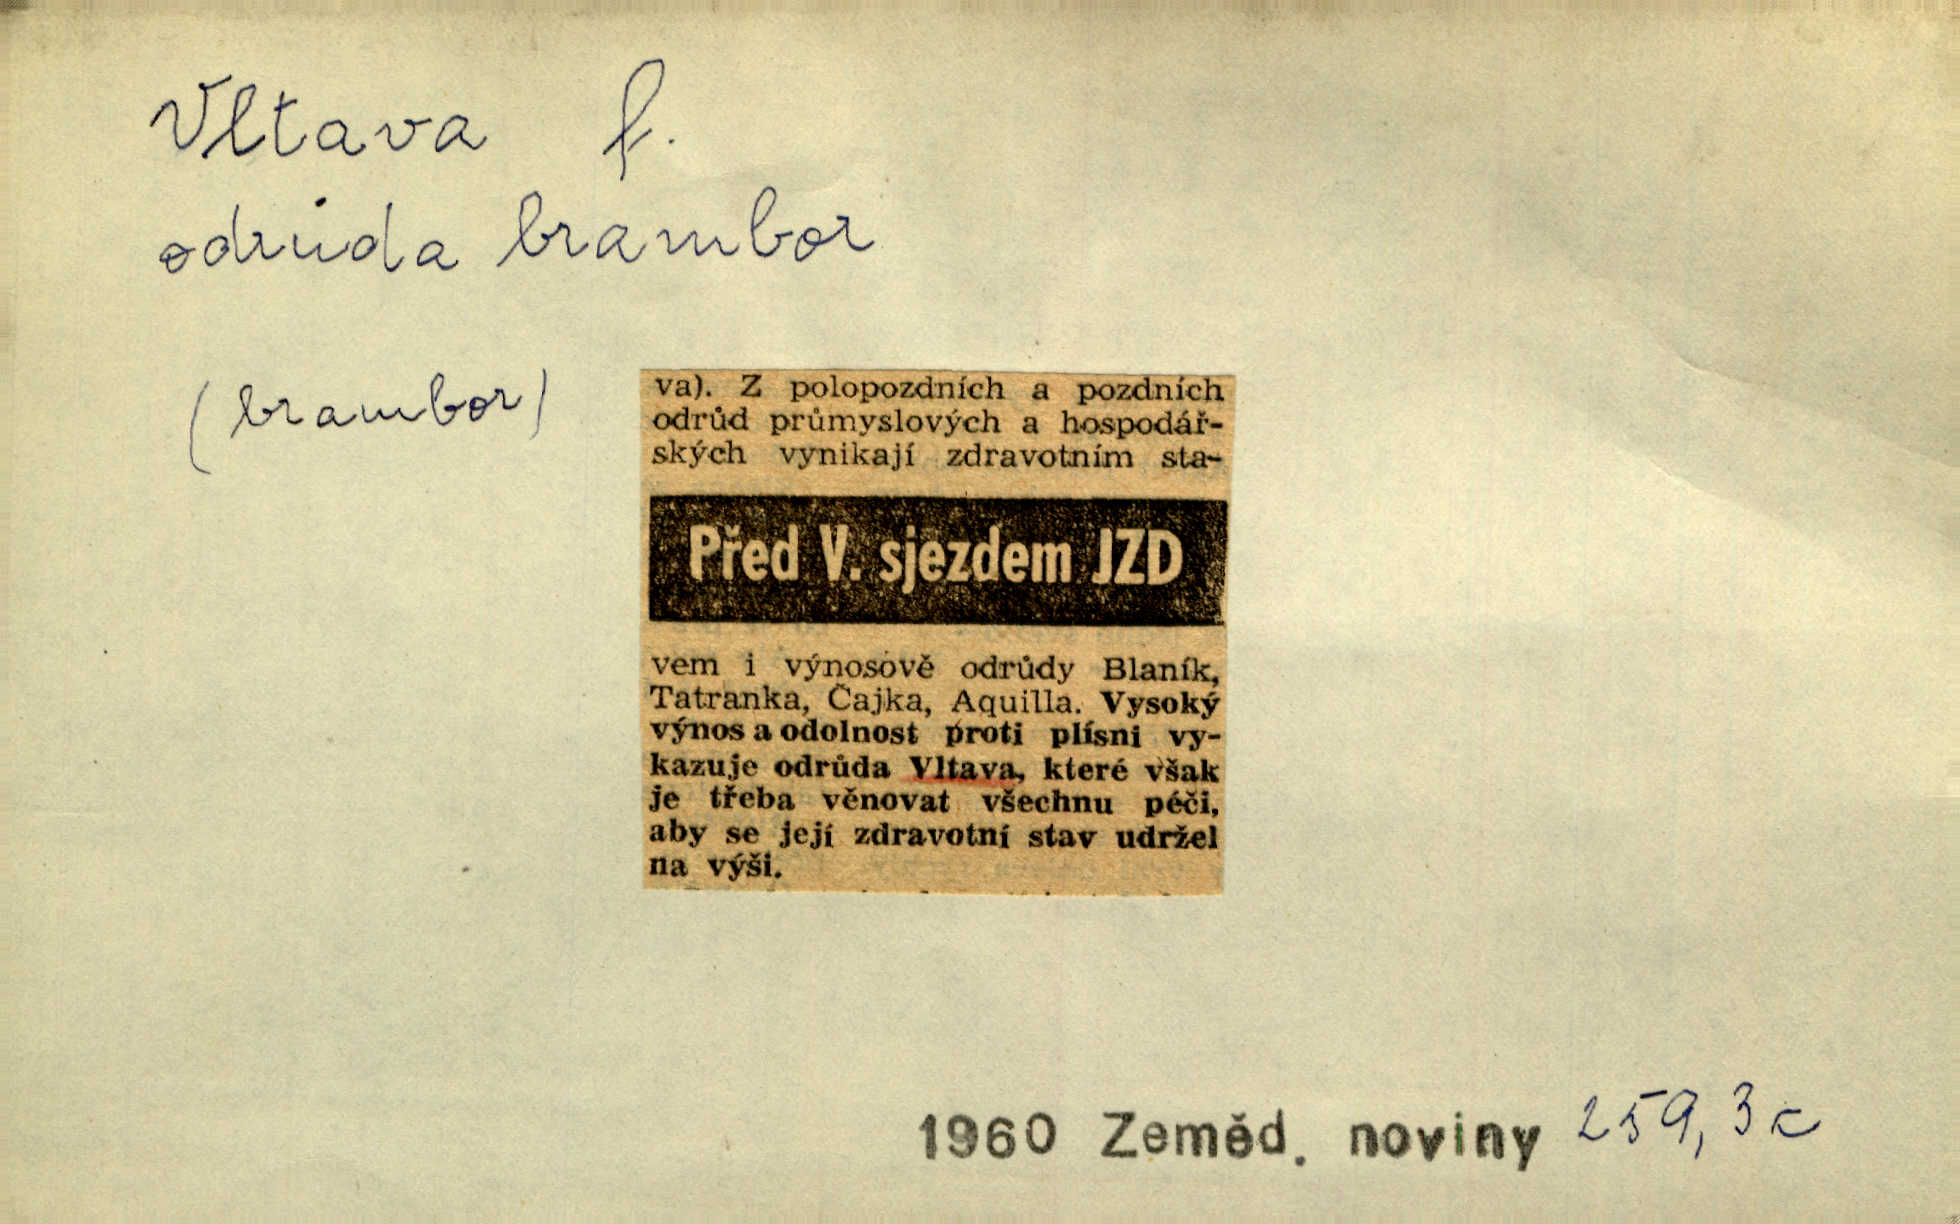 Vltava f.
odrůda brambor
(brambor)
va). Z polopozdních a pozdních
odrůd průmyslových a hospodář-
ských vynikají zdravotním sta-
Před V. sjezdem JZD
vem i výnosově odrůdy Blaník,
Tatranka, Čajka, Aquilla. Vysoký
výnos a odolnost proti plísni vy-
kazuje odrůda Vltava, které však
je třeba věnovat všechnu péči,
aby se její zdravotní stav udržel
na výši.
1960 Zeměd. noviny 259,3c